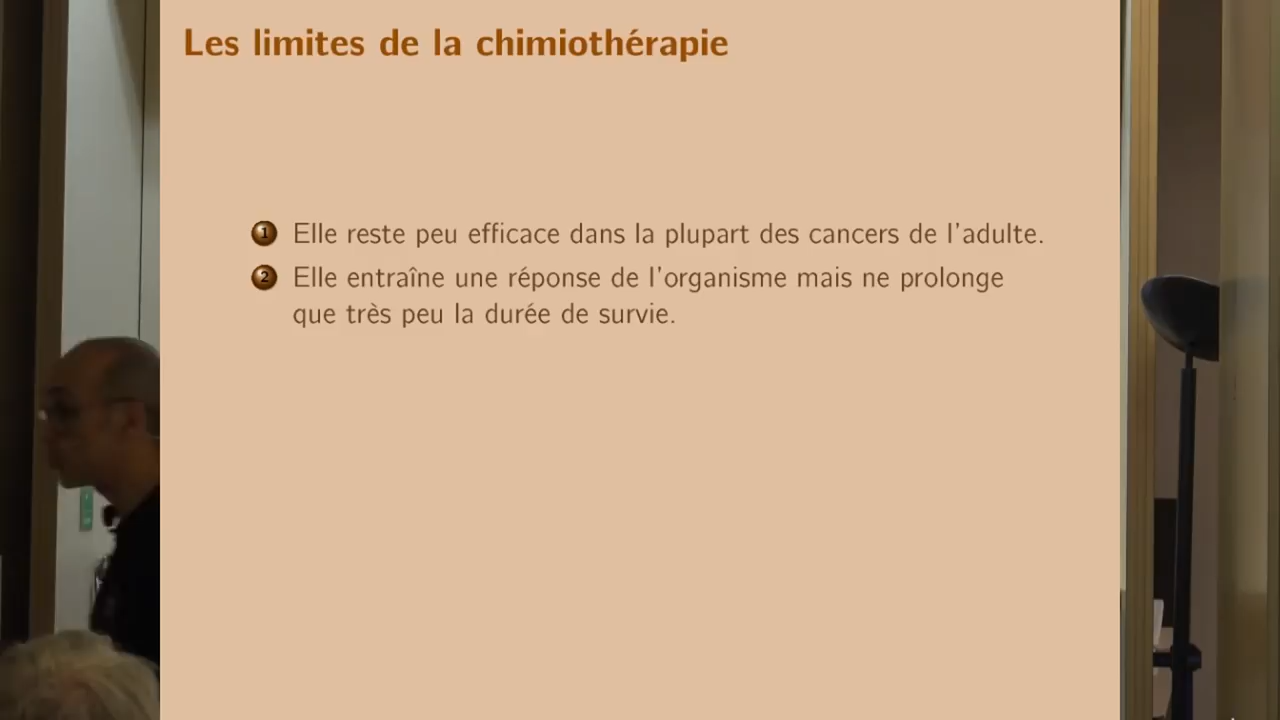 Les limites de la chimiothérapie
1 Elle reste peu efficace dans la plupart des cancers de l'adulte.
2 Elle entraîne une réponse de l'organisme mais ne prolonge
que très peu la durée de survie.